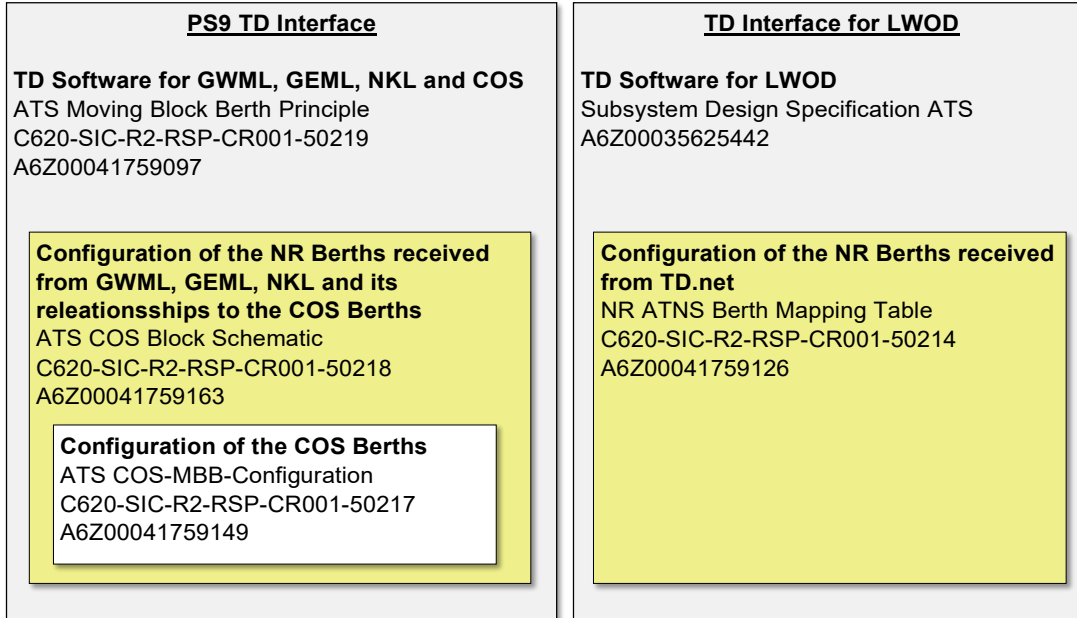 PS9 TD Interface
TD Software for GWML, GEML, NKL and COS
ATS Moving Block Berth Principle
C620-SIC-R2-RSP-CR001-50219
A6Z00041759097
Configuration of the NR Berths received
from GWML, GEML, NKL and its
releationsships to the COS Berths
ATS COS Block Schematic
C620-SIC-R2-RSP-CR001-50218
A6Z00041759163
Configuration of the COS Berths
ATS COS-MBB-Configuration
C620-SIC-R2-RSP-CR001-50217
A6Z00041759149
TD Interface for LWOD
TD Software for LWOD
Subsystem Design Specification ATS
A6Z00035625442
Configuration of the NR Berths received
from TD.net
NR ATNS Berth Mapping Table
C620-SIC-R2-RSP-CR001-50214
A6Z00041759126